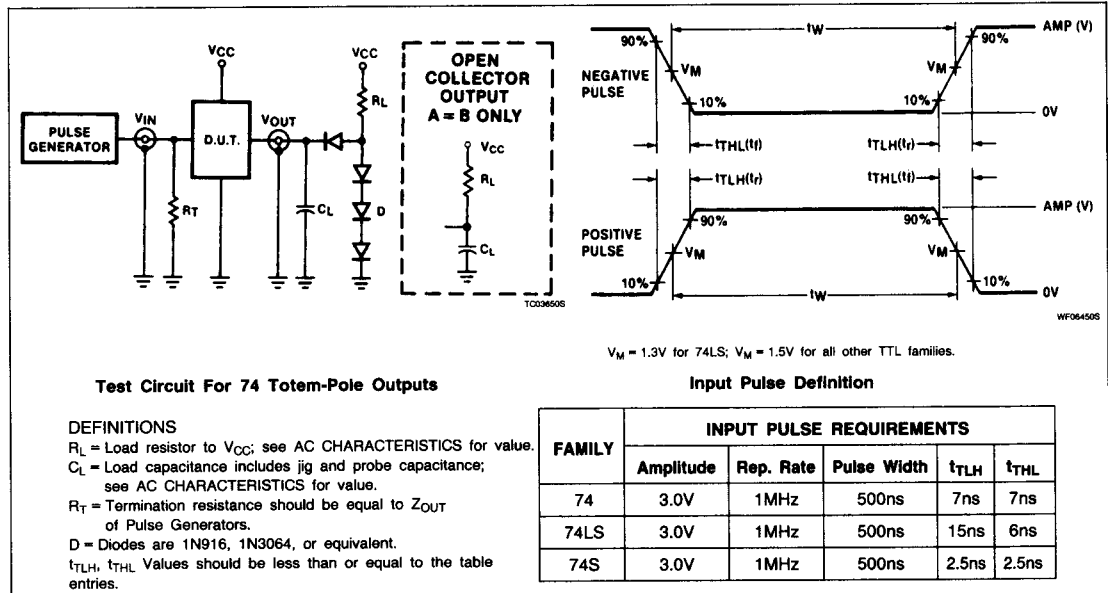 VCC
PULSE
GENERATOR
VIN
D.U.T.
VOUT
RT
CL
VCC
RL
D
OPEN
COLLECTOR
OUTPUT
A = B ONLY
VCC
RL
CL
TC03650S
NEGATIVE
PULSE
90%
VM
10%
tW
10%
VM
90%
AMP (V)
0V
tTHL(tf)
tTLH(tr)
tTLH(tr)
tTHL(tf)
POSITIVE
PULSE
10%
VM
90%
tW
90%
VM
10%
AMP (V)
0V
WF06450S
VM = 1.3V for 74LS; VM = 1.5V for all other TTL families.
Test Circuit For 74 Totem-Pole Outputs
Input Pulse Definition
DEFINITIONS
RL = Load resistor to VCC; see AC CHARACTERISTICS for value.
CL = Load capacitance includes jig and probe capacitance;
see AC CHARACTERISTICS for value.
RT = Termination resistance should be equal to ZOUT
of Pulse Generators.
D = Diodes are 1N916, 1N3064, or equivalent.
tTLH, tTHL Values should be less than or equal to the table
entries.
FAMILY INPUT PULSE REQUIREMENTS
Amplitude Rep. Rate Pulse Width tTLH tTHL
74 3.0V 1MHz 500ns 7ns 7ns
74LS 3.0V 1MHz 500ns 15ns 6ns
74S 3.0V 1MHz 500ns 2.5ns 2.5ns